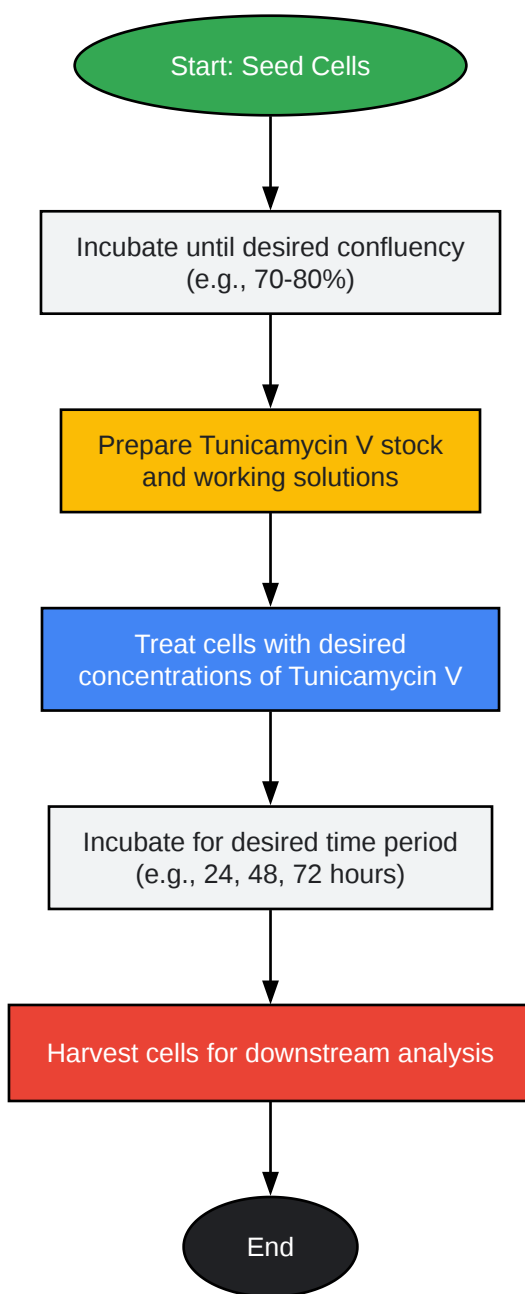 Start: Seed Cells
Incubate until desired confluency
(e.g., 70-80%)
Prepare Tunicamycin V stock
and working solutions
Treat cells with desired
concentrations of Tunicamycin V
Incubate for desired time period
(e.g., 24, 48, 72 hours)
Harvest cells for downstream analysis
End